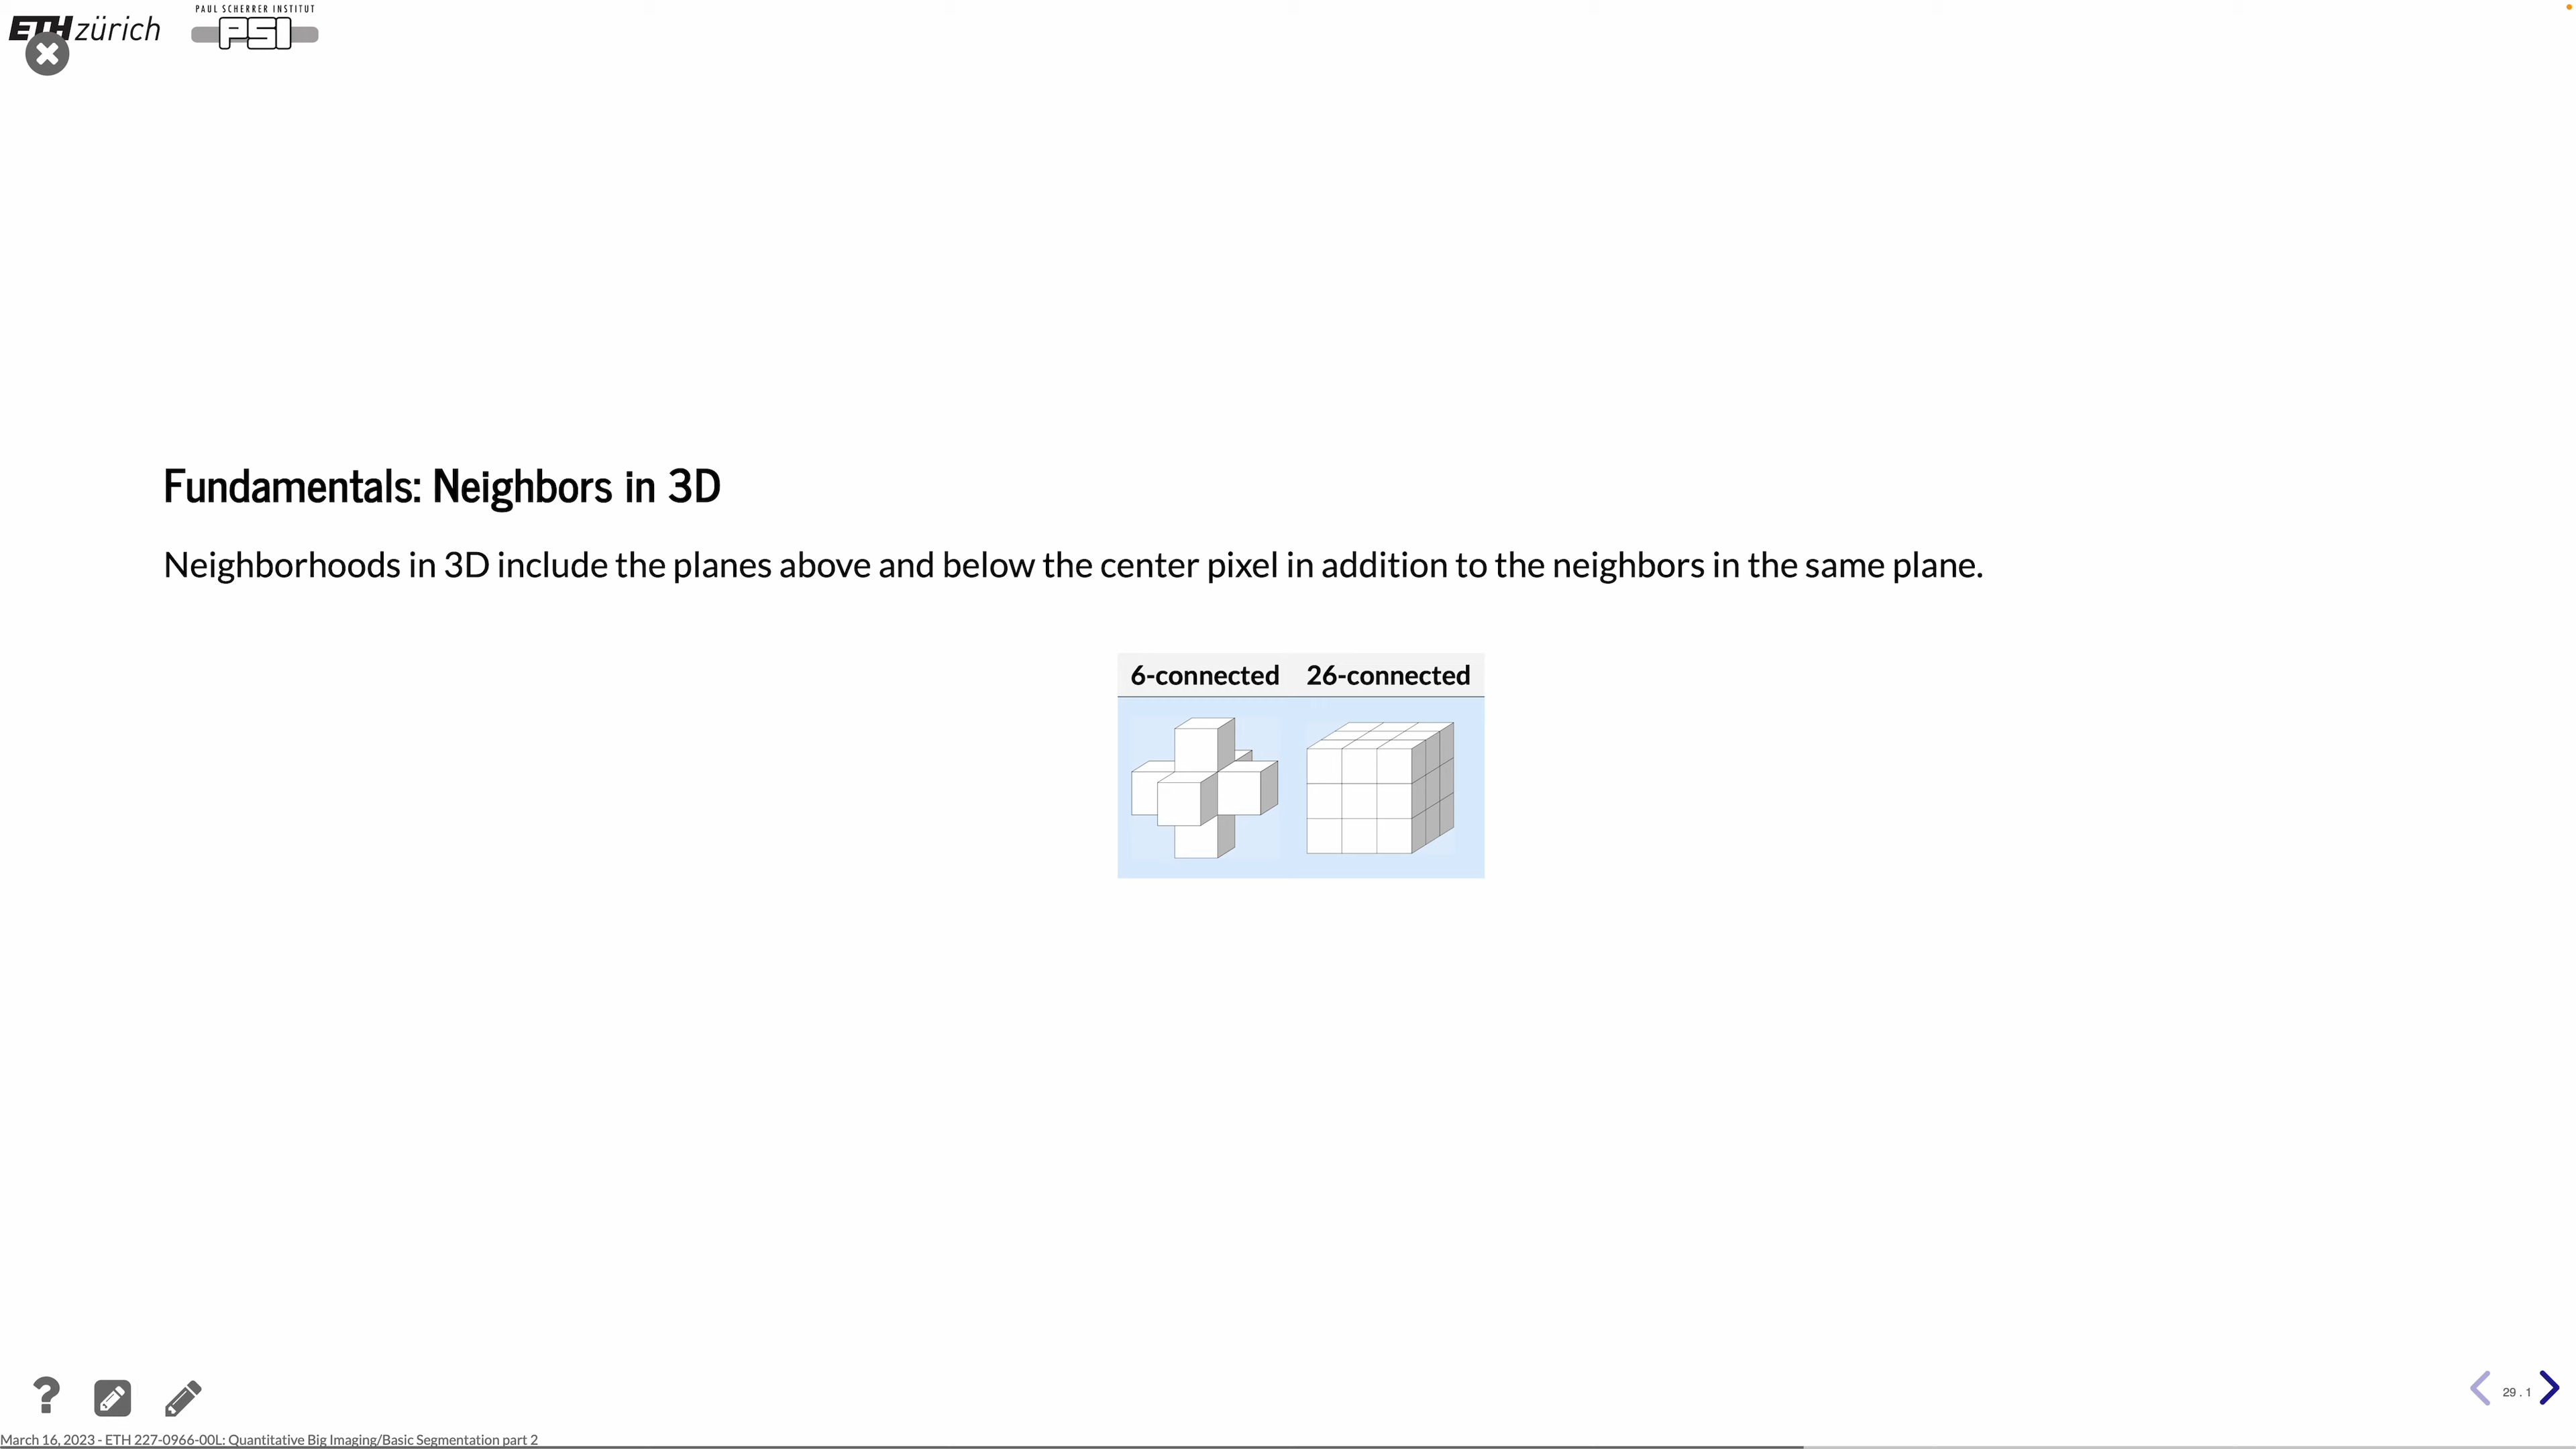 ETH zürich
PAUL SCHERRER INSTITUT
PSI
Fundamentals: Neighbors in 3D
Neighborhoods in 3D include the planes above and below the center pixel in addition to the neighbors in the same plane.
6-connected 26-connected
29 . 1
March 16, 2023 - ETH 227-0966-00L: Quantitative Big Imaging/Basic Segmentation part 2